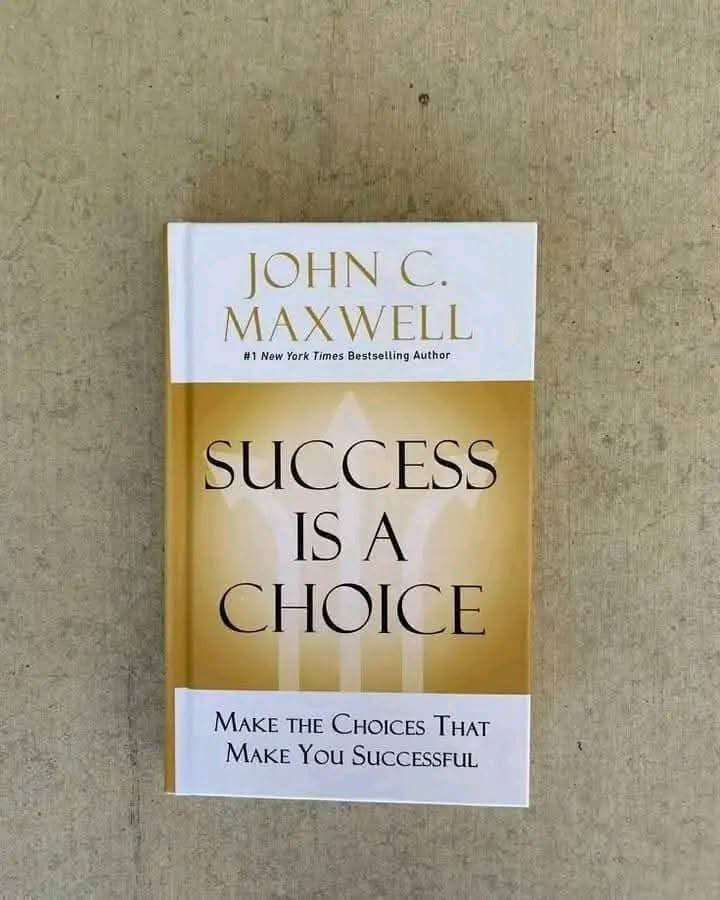 JOHN C.
MAXWELL
#1 New York Times Bestselling Author
SUCCESS
IS A
CHOICE
MAKE THE CHOICES THAT
MAKE YOU SUCCESSFUL